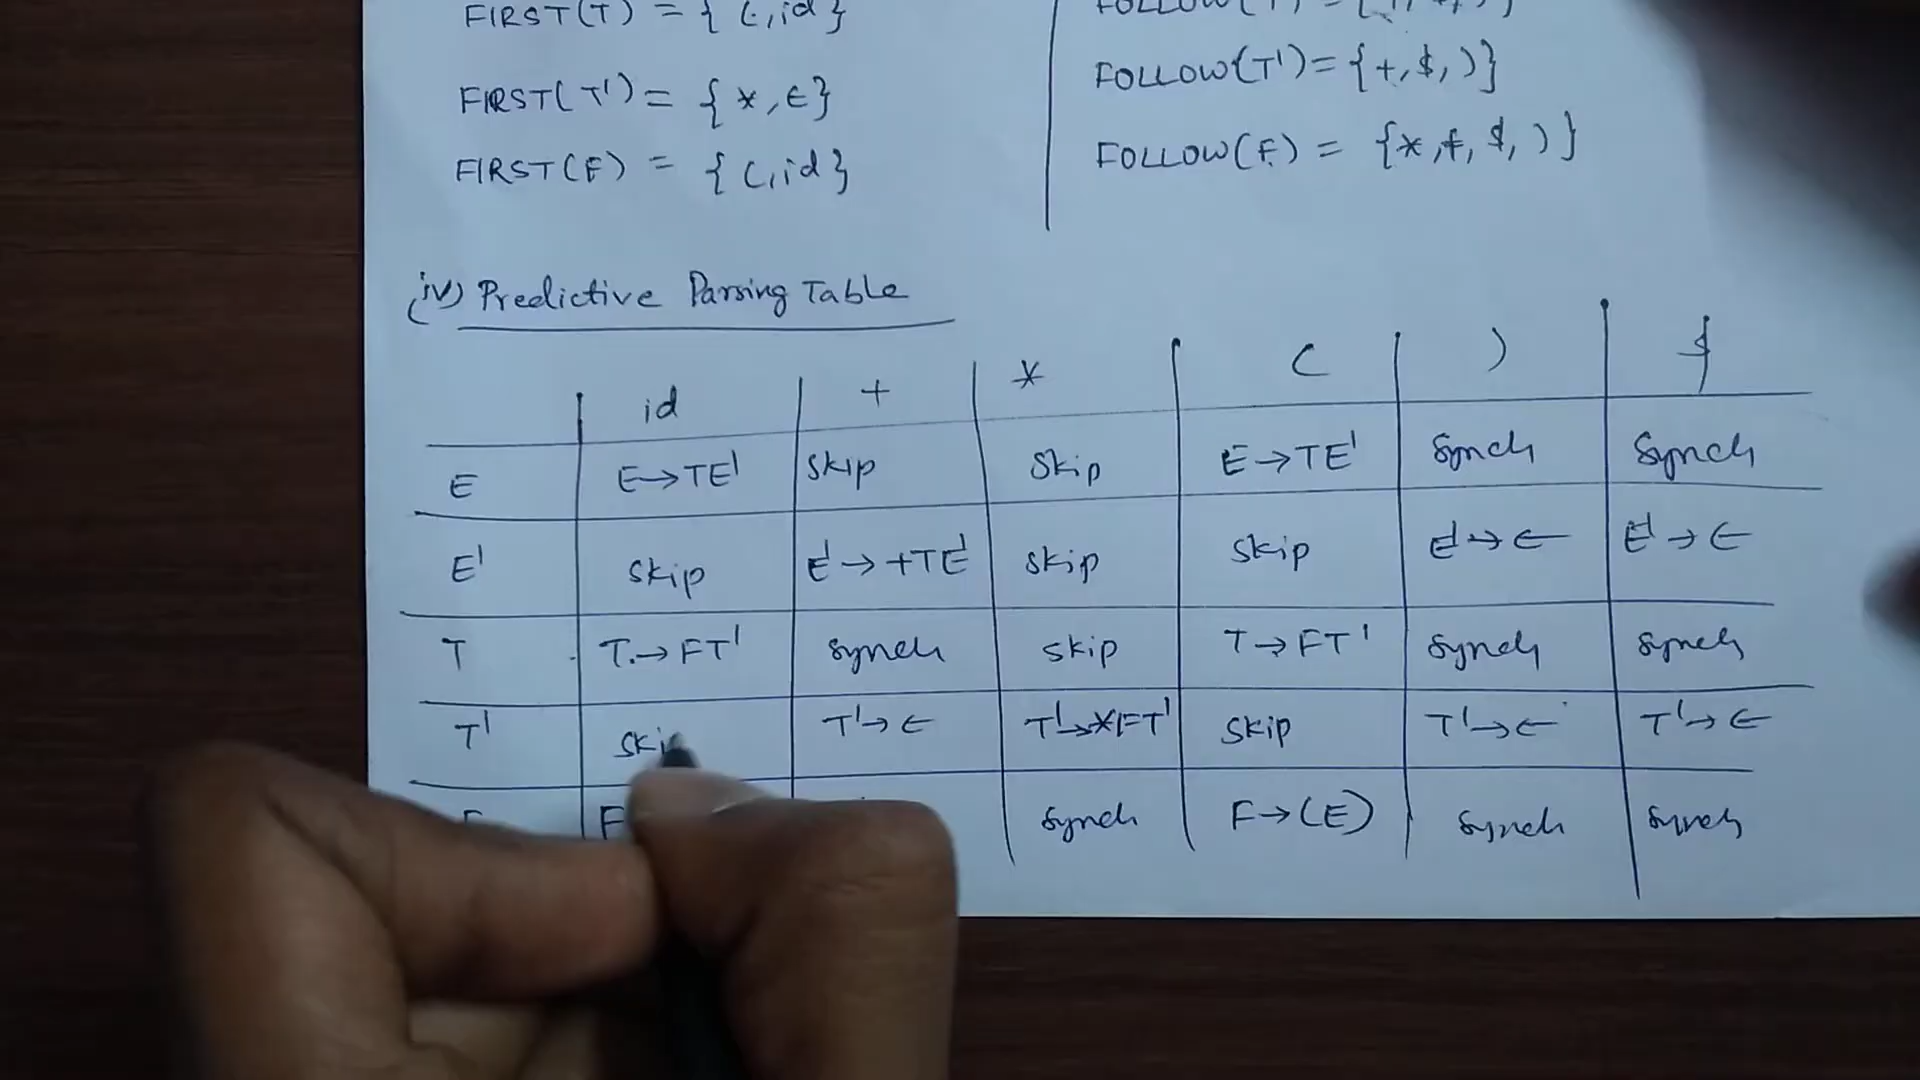 FIRST(T) = { (, id }
FIRST(T') = { *, ε }
FIRST(F) = { (, id }
FOLLOW(T') = { +, $, ) }
FOLLOW(F) = { *, +, $, ) }
(iv) Predictive Parsing Table
id + * ( ) $
E E→TE' Skip Skip E→TE' Synch Synch
E' Skip E'→+TE' Skip Skip E'→ε E'→ε
T T→FT' Synch Skip T→FT' Synch Synch
T' Ski T'→ε T'→*FT' Skip T'→ε T'→ε
F F Synch F→(E) Synch Synch